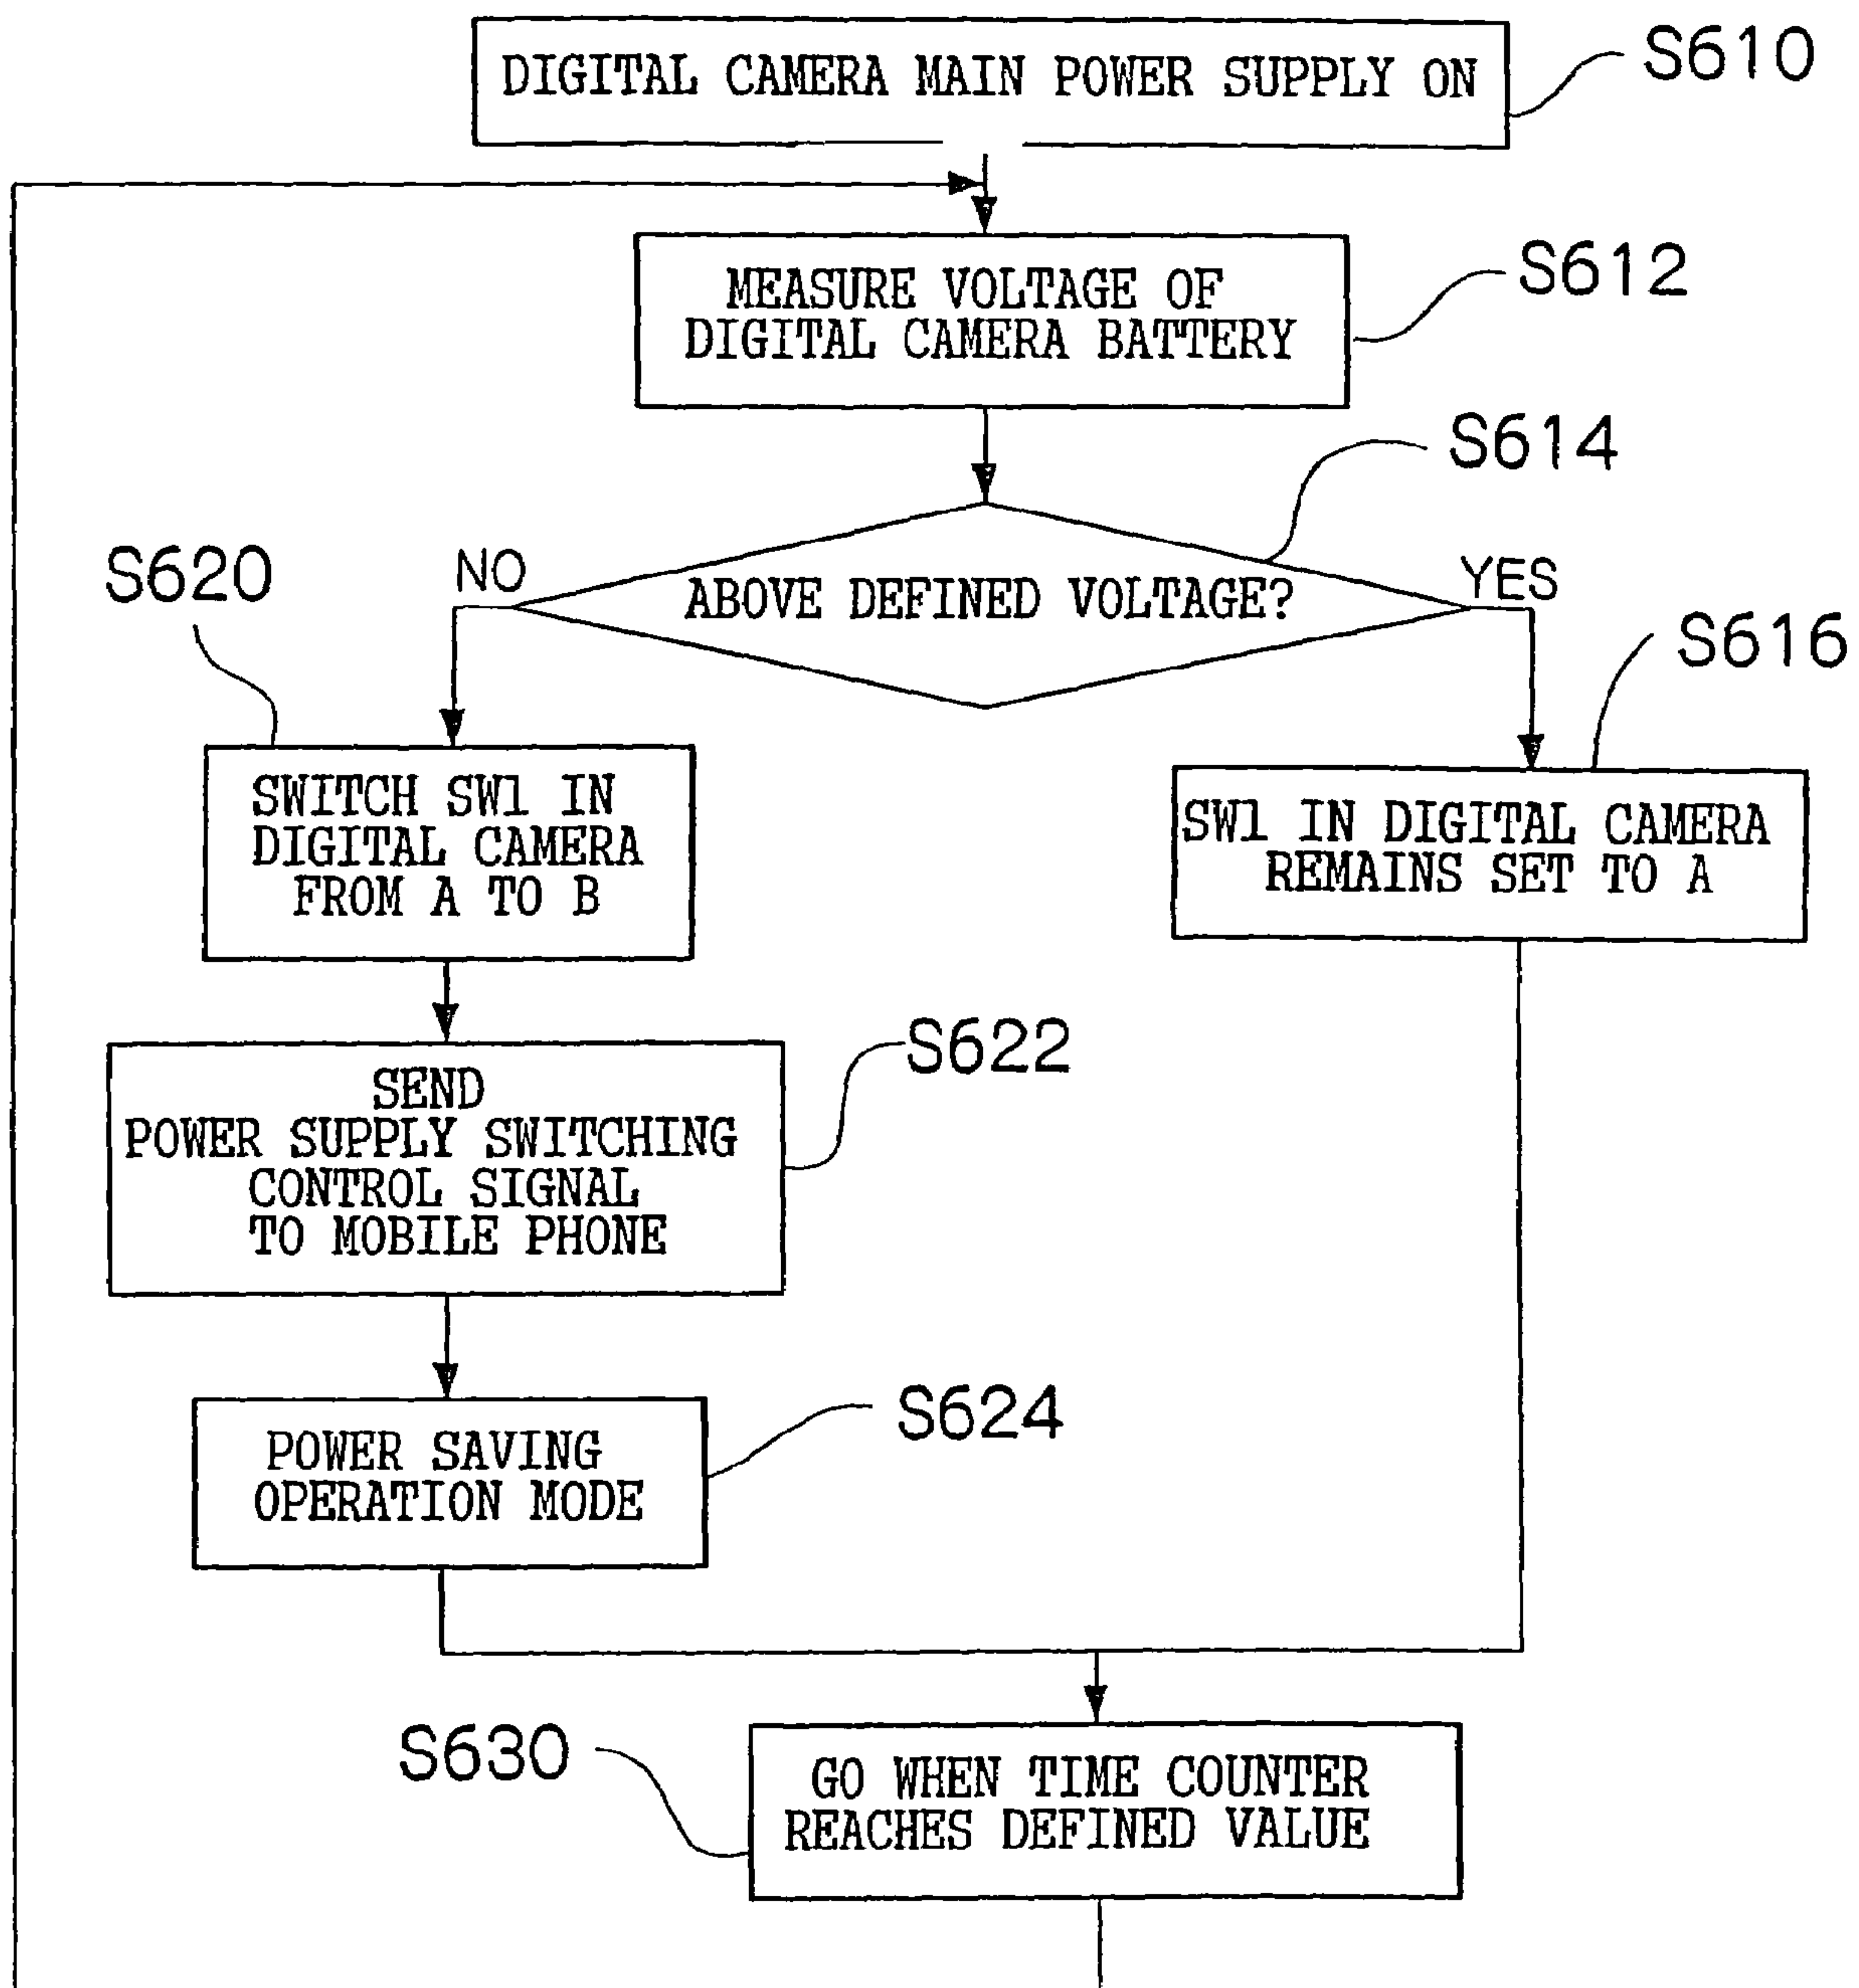 DIGITAL CAMERA MAIN POWER SUPPLY ON
S610
MEASURE VOLTAGE OF
DIGITAL CAMERA BATTERY
S612
S614
ABOVE DEFINED VOLTAGE?
NO
YES
S620
SWITCH SW1 IN
DIGITAL CAMERA
FROM A TO B
S616
SW1 IN DIGITAL CAMERA
REMAINS SET TO A
S622
SEND
POWER SUPPLY SWITCHING
CONTROL SIGNAL
TO MOBILE PHONE
S624
POWER SAVING
OPERATION MODE
S630
GO WHEN TIME COUNTER
REACHES DEFINED VALUE